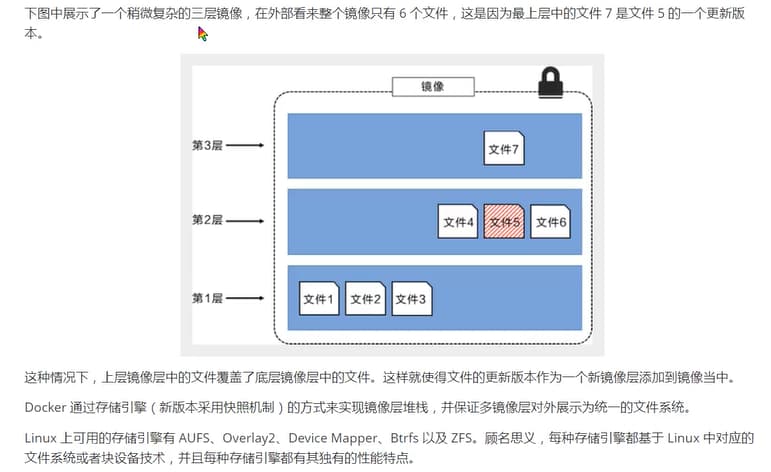 下图中展示了一个稍微复杂的三层镜像，在外部看来整个镜像只有 6 个文件，这是因为最上层中的文件 7 是文件 5 的一个更新版
本。
镜像
第3层
文件7
第2层
文件4
文件5
文件6
第1层
文件1
文件2
文件3
这种情况下，上层镜像层中的文件覆盖了底层镜像层中的文件。这样就使得文件的更新版本作为一个新镜像层添加到镜像当中。
Docker 通过存储引擎（新版本采用快照机制）的方式来实现镜像层堆栈，并保证多镜像层对外展示为统一的文件系统。
Linux 上可用的存储引擎有 AUFS、Overlay2、Device Mapper、Btrfs 以及 ZFS。顾名思义，每种存储引擎都基于 Linux 中对应的
文件系统或者块设备技术，并且每种存储引擎都有其独有的性能特点。